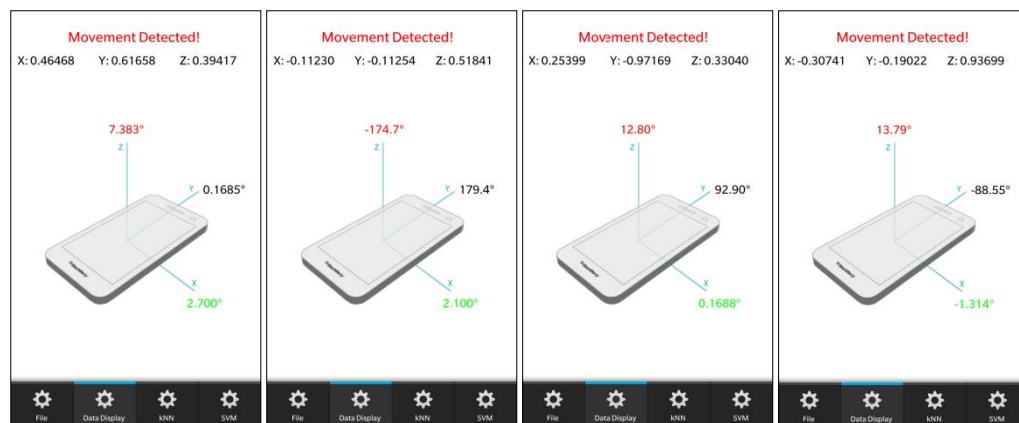 Movement Detected!
X: 0.46468 Y: 0.61658 Z: 0.39417
7.383°
Z
Y 0.1685°
BlackBerry
X
2.700°
File Data Display kNN SVM
Movement Detected!
X: -0.11230 Y: -0.11254 Z: 0.51841
-174.7°
Z
Y 179.4°
BlackBerry
X
2.100°
File Data Display kNN SVM
Movement Detected!
X: 0.25399 Y: -0.97169 Z: 0.33040
12.80°
Z
Y 92.90°
BlackBerry
X
0.1688°
File Data Display kNN SVM
Movement Detected!
X: -0.30741 Y: -0.19022 Z: 0.93699
13.79°
Z
Y -88.55°
BlackBerry
X
-1.314°
File Data Display kNN SVM